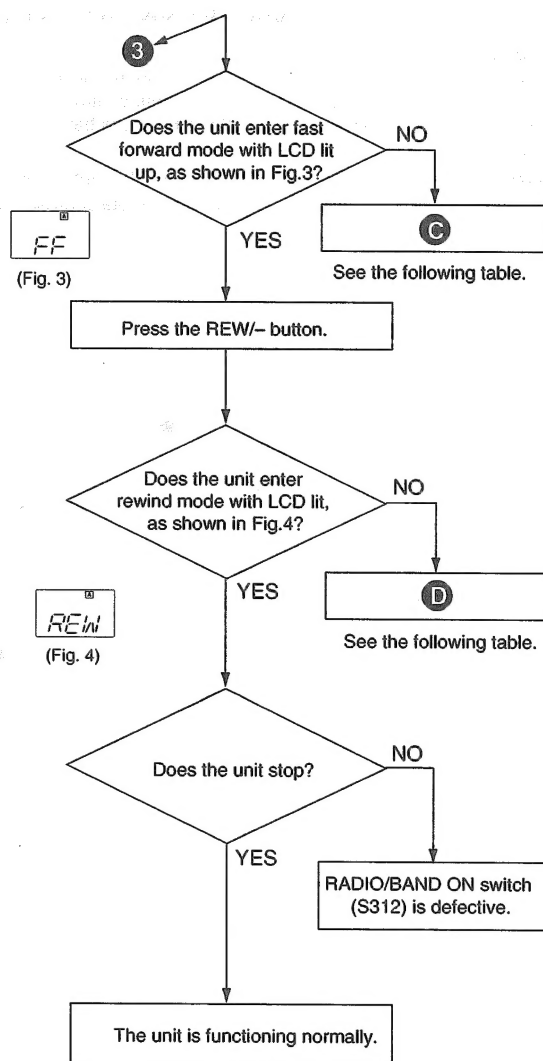 3
Does the unit enter fast
forward mode with LCD lit
up, as shown in Fig.3?
NO
C
See the following table.
YES
A
FF
(Fig. 3)
Press the REW/– button.
Does the unit enter
rewind mode with LCD lit,
as shown in Fig.4?
NO
D
See the following table.
YES
A
REW
(Fig. 4)
Does the unit stop?
NO
RADIO/BAND ON switch
(S312) is defective.
YES
The unit is functioning normally.